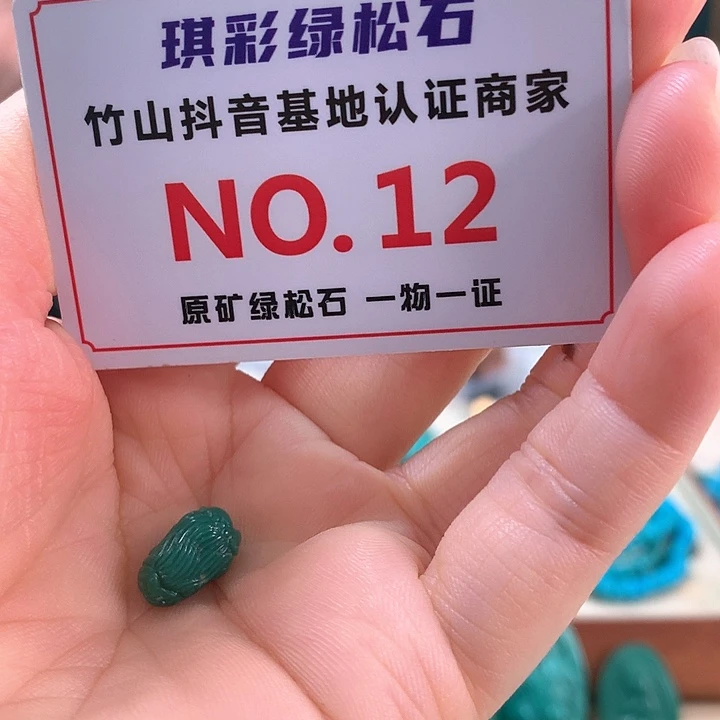 琪彩绿松石
竹山抖音基地认证商家
NO.12
原矿绿松石 一物一证